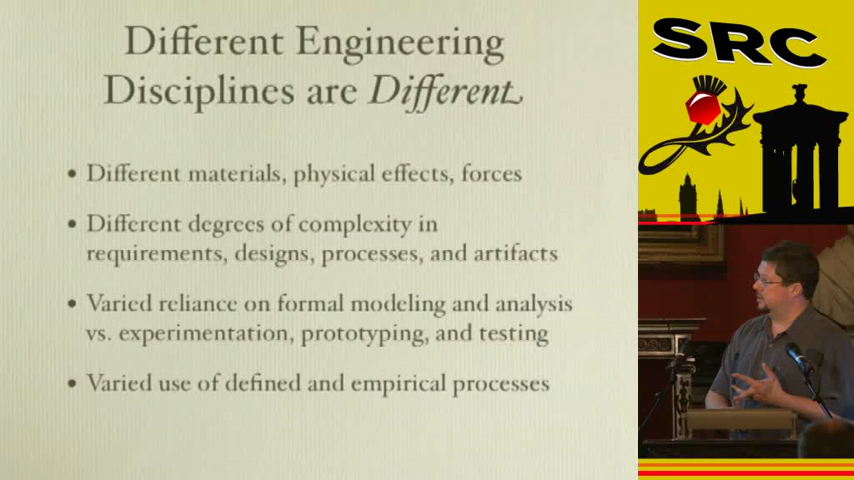 Different Engineering
Disciplines are Different
• Different materials, physical effects, forces
• Different degrees of complexity in
requirements, designs, processes, and artifacts
• Varied reliance on formal modeling and analysis
vs. experimentation, prototyping, and testing
• Varied use of defined and empirical processes
SRC